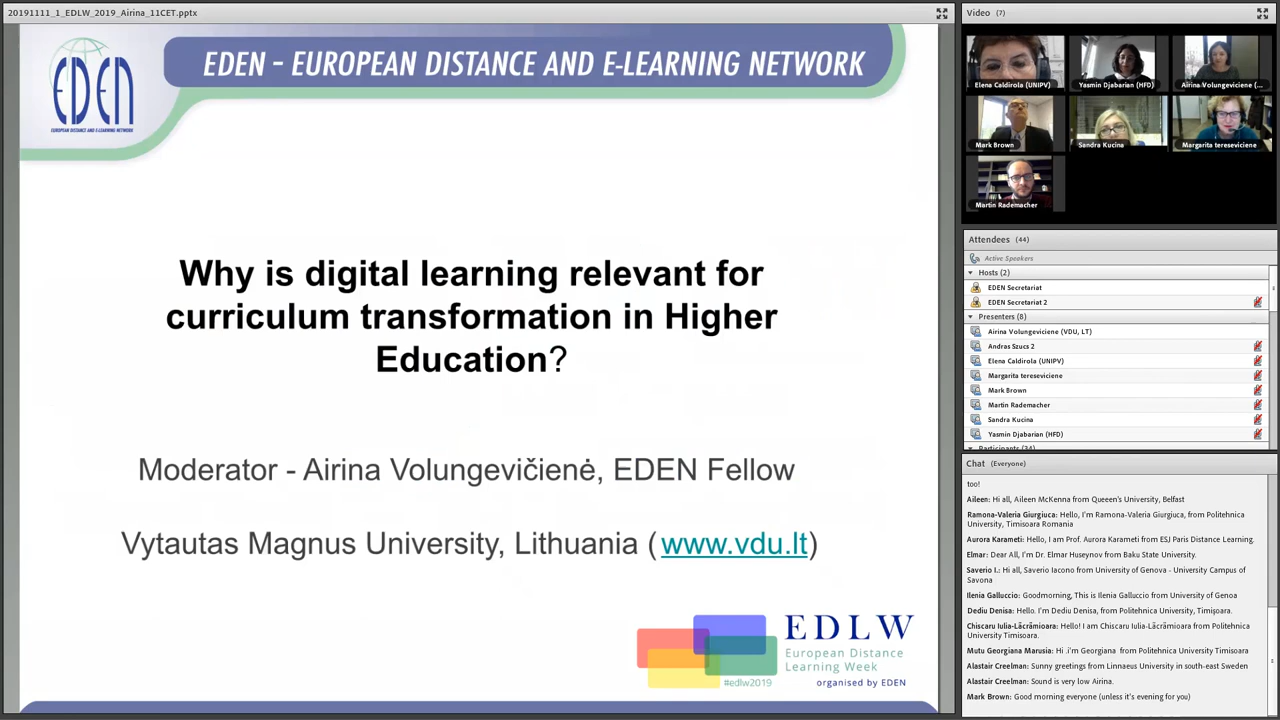 20191111_1_EDLW_2019_Airina_11CET.pptx
EDEN
EUROPEAN DISTANCE AND E-LEARNING NETWORK
EDEN – EUROPEAN DISTANCE AND E-LEARNING NETWORK
Why is digital learning relevant for
curriculum transformation in Higher
Education?
Moderator - Airina Volungevičienė, EDEN Fellow
Vytautas Magnus University, Lithuania (www.vdu.lt)
EDLW
European Distance
Learning Week
#edlw2019
organised by EDEN
Video (7)
Elena Caldirola (UNIPV)
Yasmin Djabarian (HFD)
Airina Volungeviciene (...
Mark Brown
Sandra Kucina
Margarita tereseviciene
Martin Rademacher
Attendees (44)
Active Speakers
Hosts (2)
EDEN Secretariat
EDEN Secretariat 2
Presenters (8)
Airina Volungeviciene (VDU, LT)
Andras Szucs 2
Elena Caldirola (UNIPV)
Margarita tereseviciene
Mark Brown
Martin Rademacher
Sandra Kucina
Yasmin Djabarian (HFD)
Participants (34)
Chat (Everyone)
too!
Aileen: Hi all, Aileen McKenna from Queeen's University, Belfast
Ramona-Valeria Giurgiuca: Hello, I'm Ramona-Valeria Giurgiuca, from Politehnica
University, Timisoara Romania
Aurora Karameti: Hello, I am Prof. Aurora Karameti from ESJ Paris Distance Learning.
Elmar: Dear All, I'm Dr. Elmar Huseynov from Baku State University.
Saverio I.: Hi all, Saverio Iacono from University of Genova - University Campus of
Savona
Ilenia Galluccio: Goodmorning, This is Ilenia Galluccio from University of Genoa
Dediu Denisa: Hello. I'm Dediu Denisa, from Politehnica University, Timişoara.
Chiscaru Iulia-Lăcrămioara: Hello! I am Chiscaru Iulia-Lăcrămioara from Politehnica
University Timisoara.
Mutu Georgiana Marusia: Hi .i'm Georgiana from Politehnica University Timisoara
Alastair Creelman: Sunny greetings from Linnaeus University in south-east Sweden
Alastair Creelman: Sound is very low Airina.
Mark Brown: Good morning everyone (unless it's evening for you)